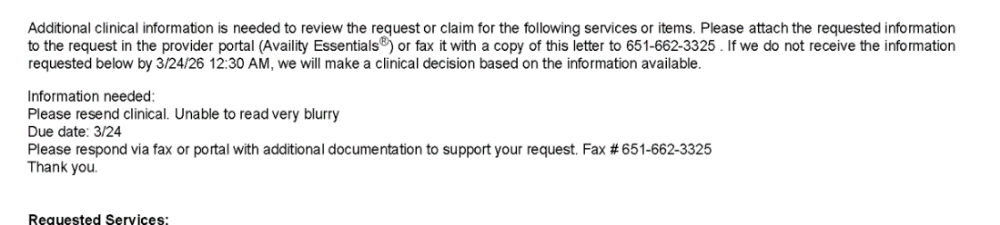 Additional clinical information is needed to review the request or claim for the following services or items. Please attach the requested information
to the request in the provider portal (Availity Essentials®) or fax it with a copy of this letter to 651-662-3325 . If we do not receive the information
requested below by 3/24/26 12:30 AM, we will make a clinical decision based on the information available.
Information needed:
Please resend clinical. Unable to read very blurry
Due date: 3/24
Please respond via fax or portal with additional documentation to support your request. Fax # 651-662-3325
Thank you.
Requested Services: